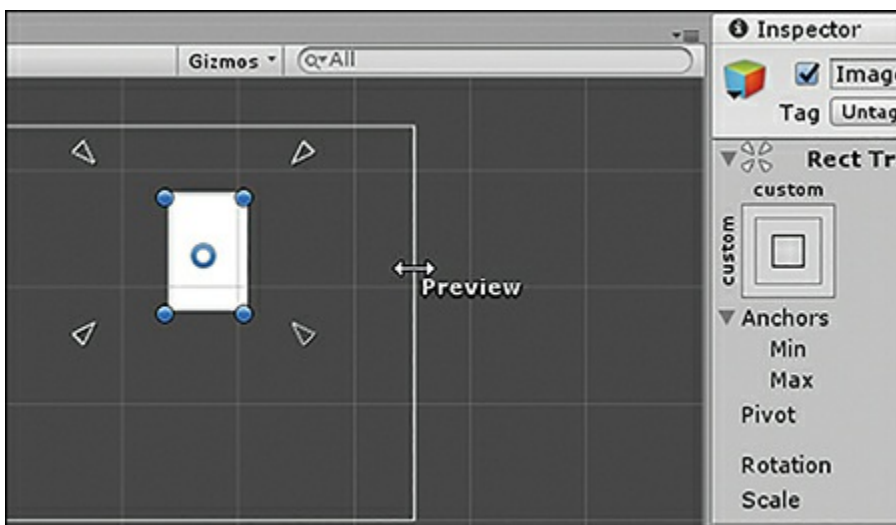 Inspector
Gizmos
All
Imag
Tag Untag
Rect Tr
custom
custom
Preview
Anchors
Min
Max
Pivot
Rotation
Scale